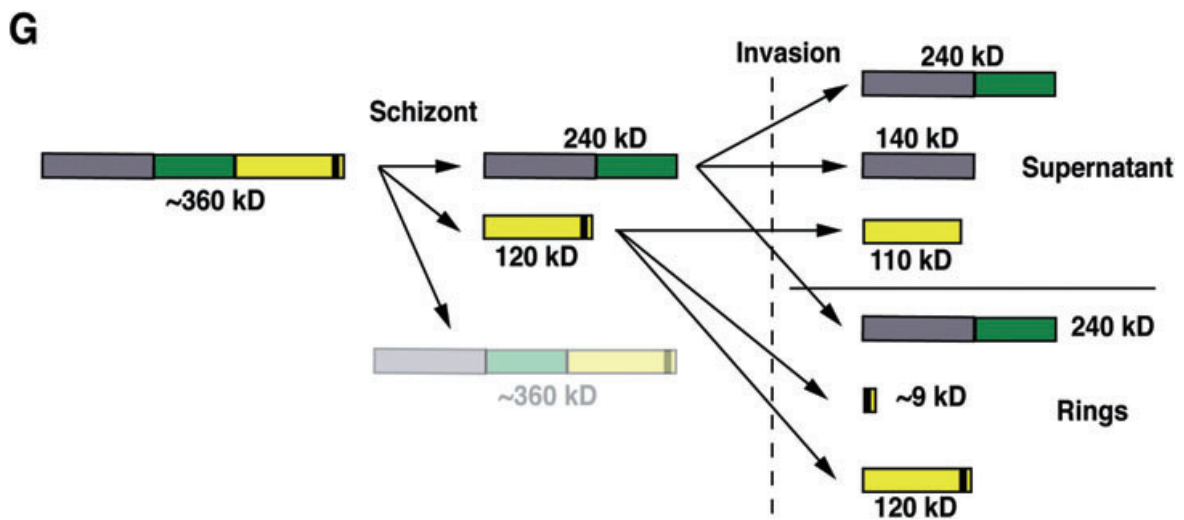 G
Invasion
240 kD
Schizont
240 kD
140 kD
Supernatant
~360 kD
120 kD
110 kD
240 kD
~360 kD
~9 kD
Rings
120 kD